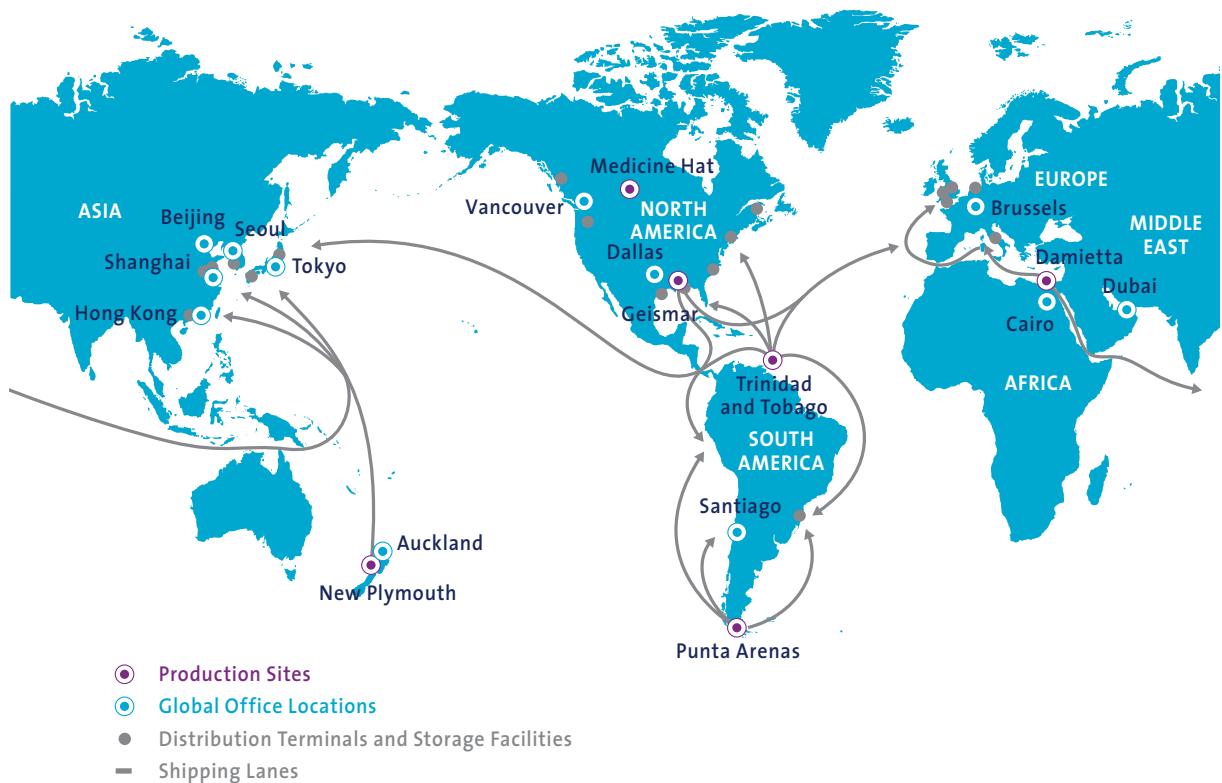 Medicine Hat
EUROPE
ASIA
Vancouver
NORTH
AMERICA
Brussels
Beijing
Seoul
MIDDLE
EAST
Shanghai
Tokyo
Dallas
Damietta
Dubai
Hong Kong
Geismar
Cairo
Trinidad
and Tobago
AFRICA
SOUTH
AMERICA
Santiago
Auckland
New Plymouth
Punta Arenas
Production Sites
Global Office Locations
Distribution Terminals and Storage Facilities
Shipping Lanes